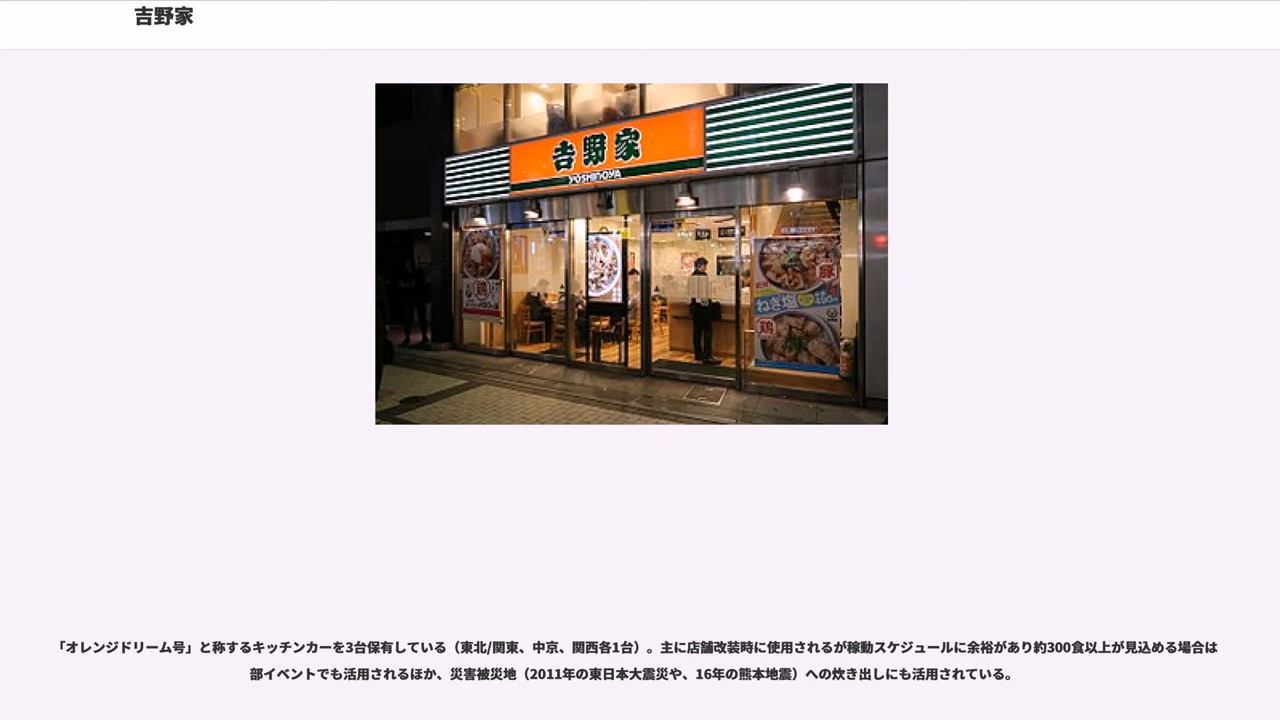 吉野家
吉野家
YOSHINOYA
豚
ねぎ塩
鶏
鶏
「オレンジドリーム号」と称するキッチンカーを3台保有している（東北/関東、中京、関西各1台）。主に店舗改装時に使用されるが稼動スケジュールに余裕があり約300食以上が見込める場合は
部イベントでも活用されるほか、災害被災地（2011年の東日本大震災や、16年の熊本地震）への炊き出しにも活用されている。